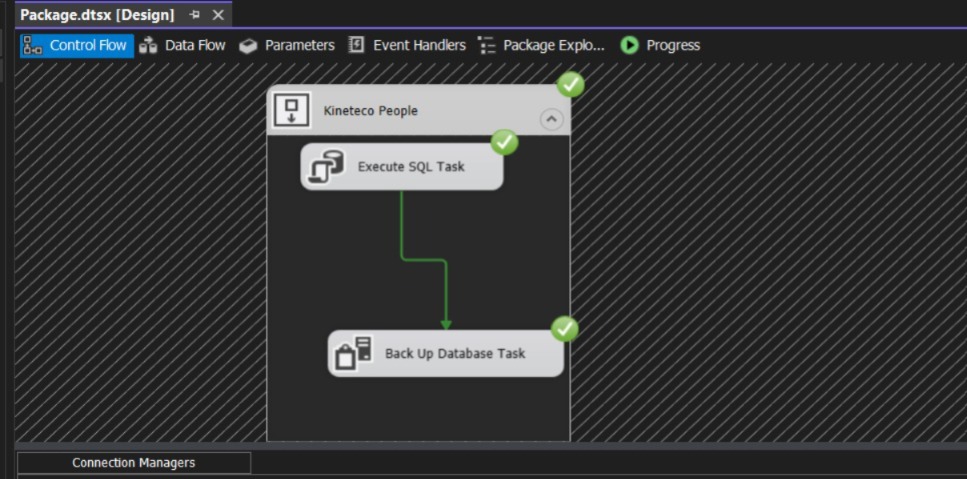 Package.dtsx [Design]
Control Flow Data Flow Parameters Event Handlers Package Explo... Progress
Kineteco People
Execute SQL Task
Back Up Database Task
Connection Managers